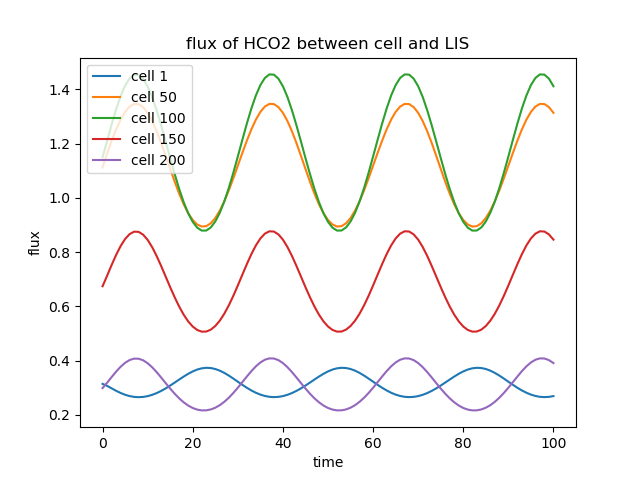 flux of HCO2 between cell and LIS
cell 1
cell 50
cell 100
cell 150
cell 200
1.4
1.2
1.0
0.8
0.6
0.4
0.2
flux
0 20 40 60 80 100
time